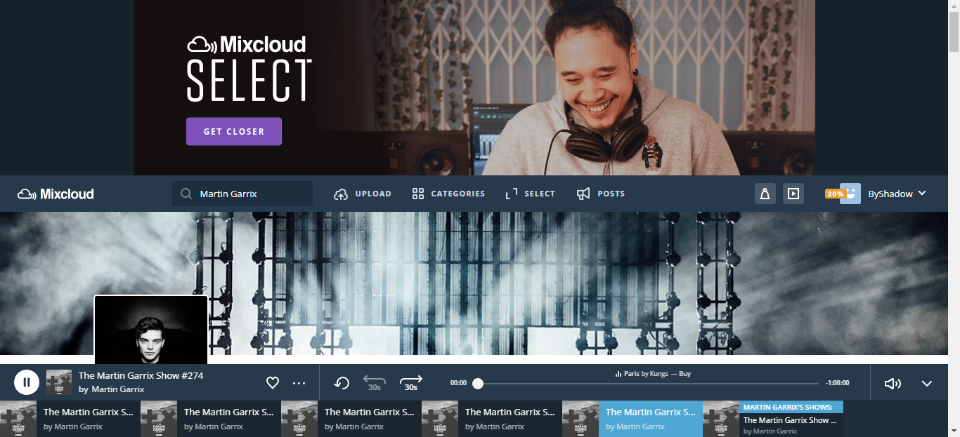 Mixcloud
SELECT
GET CLOSER
Mixcloud
Martin Garrix
UPLOAD
CATEGORIES
SELECT
POSTS
20%
ByShadow
The Martin Garrix Show #274
by Martin Garrix
30s
30s
00:00
Paris by Kungs — Buy
-1:00:00
The Martin Garrix S...
by Martin Garrix
The Martin Garrix S...
by Martin Garrix
The Martin Garrix S...
by Martin Garrix
The Martin Garrix S...
by Martin Garrix
The Martin Garrix S...
by Martin Garrix
MARTIN GARRIX'S SHOWS:
The Martin Garrix Show ...
by Martin Garrix